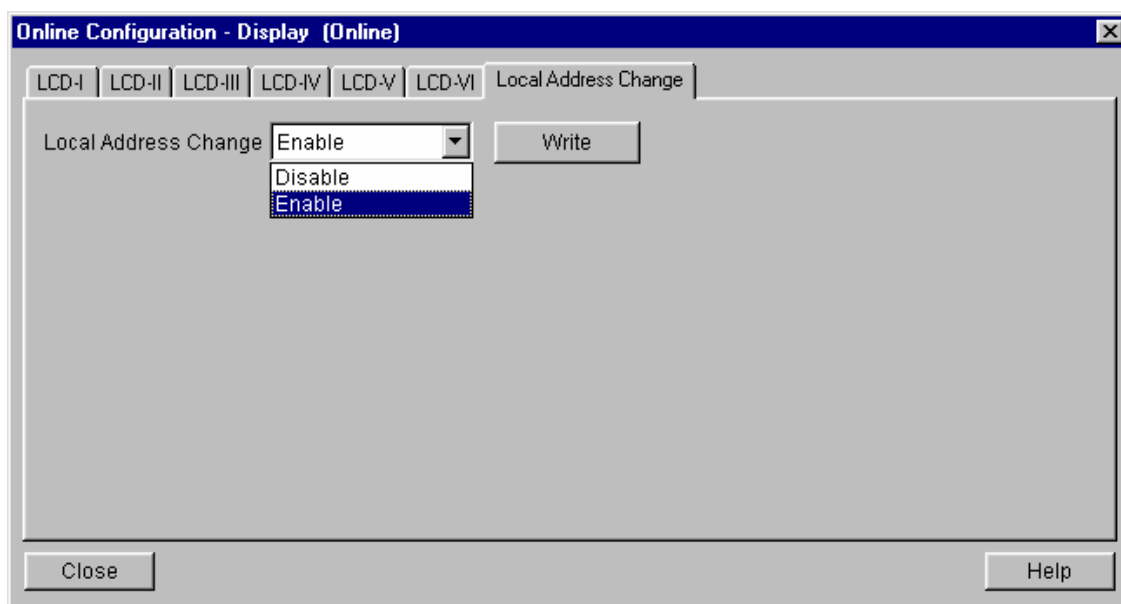 Online Configuration - Display (Online)
LCD-I LCD-II LCD-III LCD-IV LCD-V LCD-VI Local Address Change
Local Address Change Enable Write
Disable
Enable
Close Help